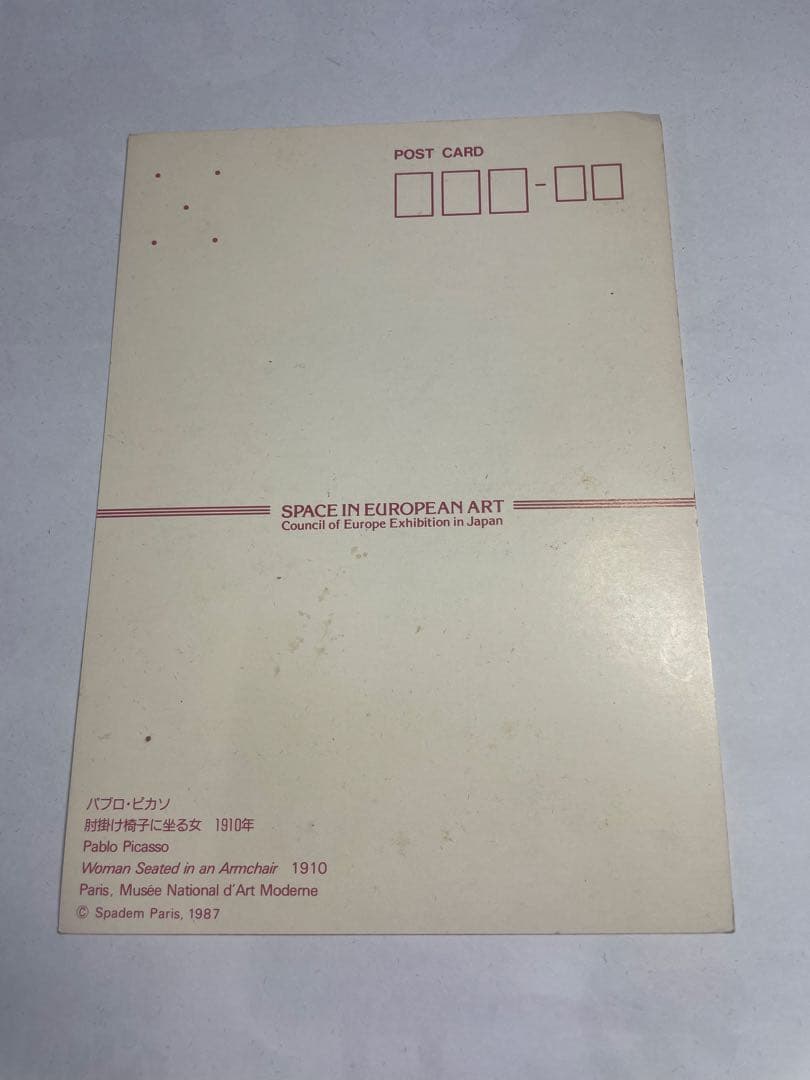 POST CARD
SPACE IN EUROPEAN ART
Council of Europe Exhibition in Japan
パブロ・ピカソ
肘掛け椅子に坐る女 1910年
Pablo Picasso
Woman Seated in an Armchair 1910
Paris, Musée National d'Art Moderne
© Spadem Paris, 1987